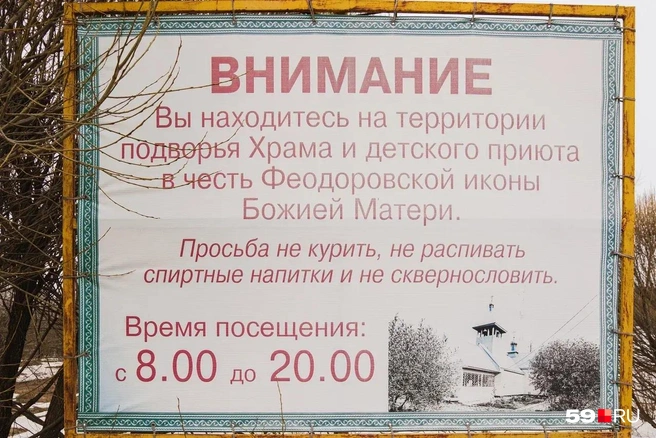 ВНИМАНИЕ
Вы находитесь на территории
подворья Храма и детского приюта
в честь Феодоровской иконы
Божией Матери.
Просьба не курить, не распивать
спиртные напитки и не сквернословить.
Время посещения:
с 8.00 до 20.00
59.RU